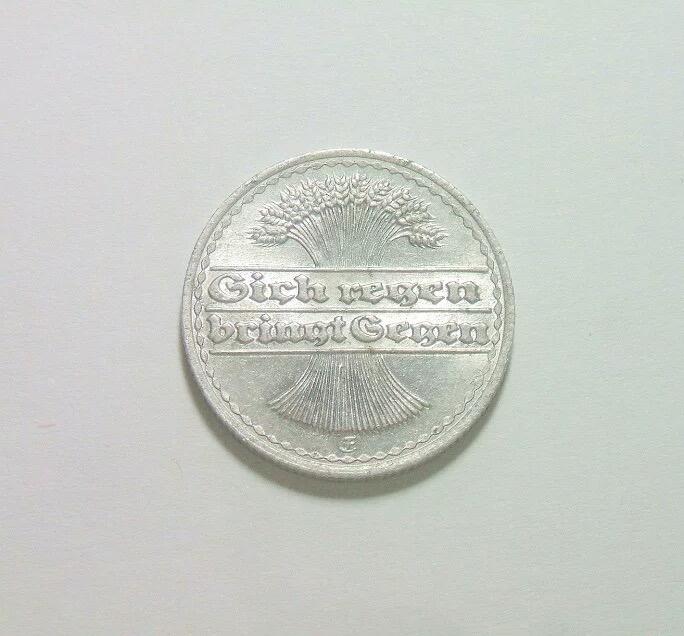 Sich regen
bringt Segen
E